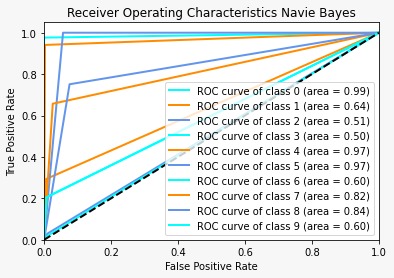 Receiver Operating Characteristics Navie Bayes
True Positive Rate
1.0
0.8
0.6
0.4
0.2
0.0
ROC curve of class 0 (area = 0.99)
ROC curve of class 1 (area = 0.64)
ROC curve of class 2 (area = 0.51)
ROC curve of class 3 (area = 0.50)
ROC curve of class 4 (area = 0.97)
ROC curve of class 5 (area = 0.97)
ROC curve of class 6 (area = 0.60)
ROC curve of class 7 (area = 0.82)
ROC curve of class 8 (area = 0.84)
ROC curve of class 9 (area = 0.60)
0.0 0.2 0.4 0.6 0.8 1.0
False Positive Rate